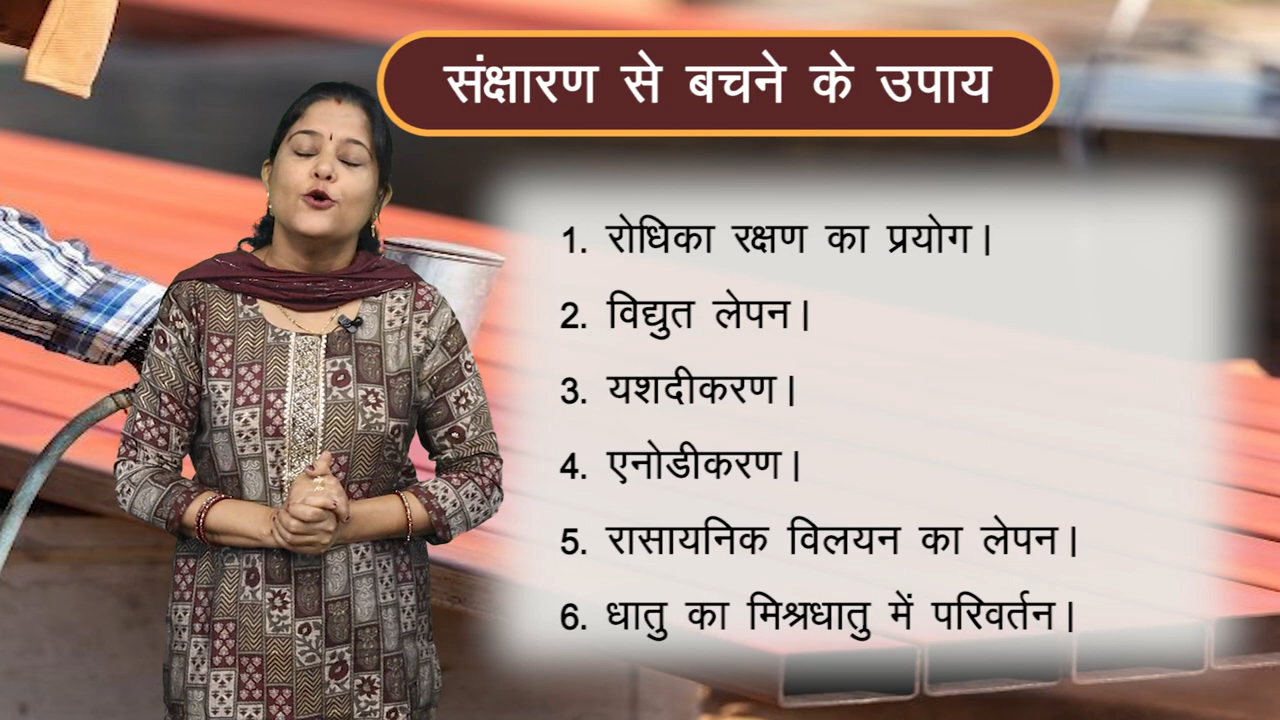 संक्षारण से बचने के उपाय
1. रोधिका रक्षण का प्रयोग।
2. विद्युत लेपन।
3. यशदीकरण।
4. एनोडीकरण।
5. रासायनिक विलयन का लेपन।
6. धातु का मिश्रधातु में परिवर्तन।